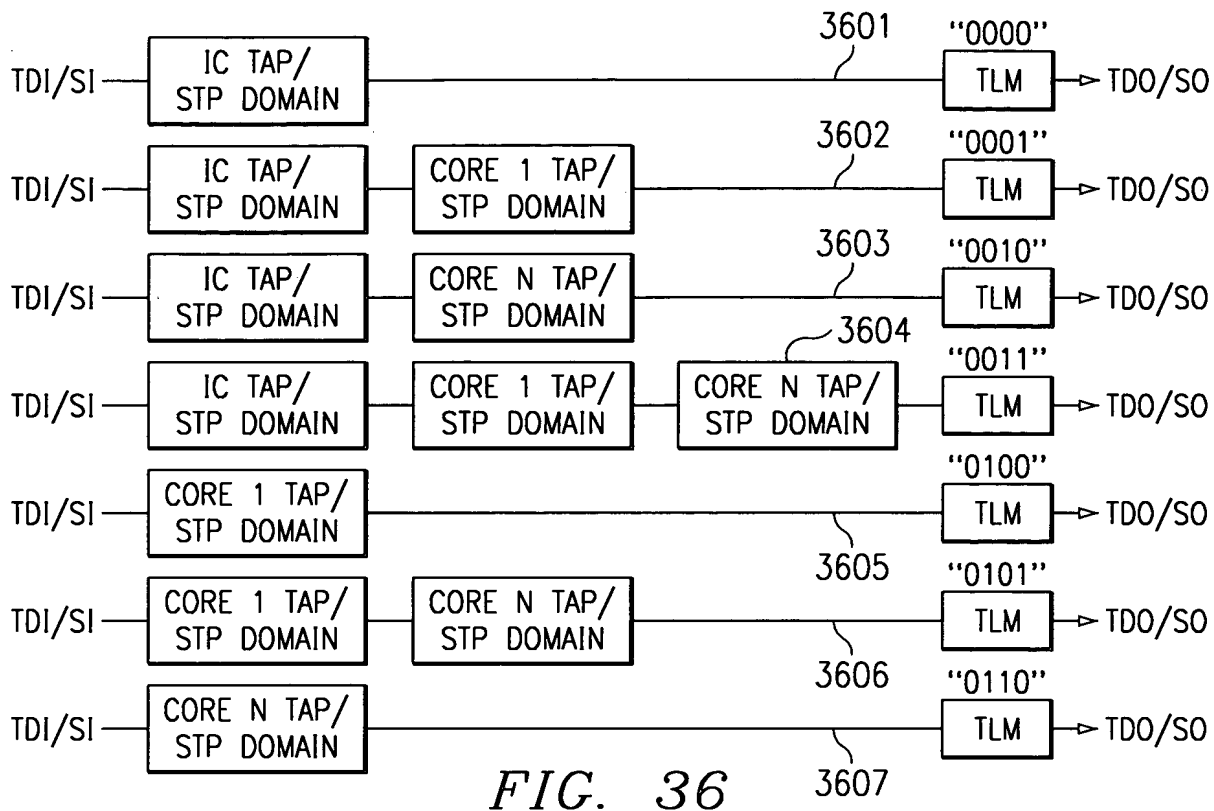 3601 "0000"
TDI/SI IC TAP/ STP DOMAIN TLM TDO/SO
3602 "0001"
TDI/SI IC TAP/ STP DOMAIN CORE 1 TAP/ STP DOMAIN TLM TDO/SO
3603 "0010"
TDI/SI IC TAP/ STP DOMAIN CORE N TAP/ STP DOMAIN TLM TDO/SO
3604 "0011"
TDI/SI IC TAP/ STP DOMAIN CORE 1 TAP/ STP DOMAIN CORE N TAP/ STP DOMAIN TLM TDO/SO
"0100"
TDI/SI CORE 1 TAP/ STP DOMAIN TLM TDO/SO
3605 "0101"
TDI/SI CORE 1 TAP/ STP DOMAIN CORE N TAP/ STP DOMAIN TLM TDO/SO
3606 "0110"
TDI/SI CORE N TAP/ STP DOMAIN TLM TDO/SO
3607
FIG. 36